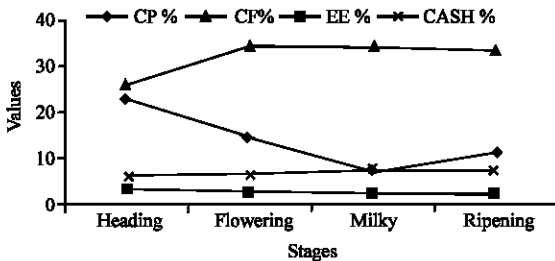 CP % CF% EE % CASH %
40
30
20
10
0
Values
Heading Flowering Milky Ripening
Stages